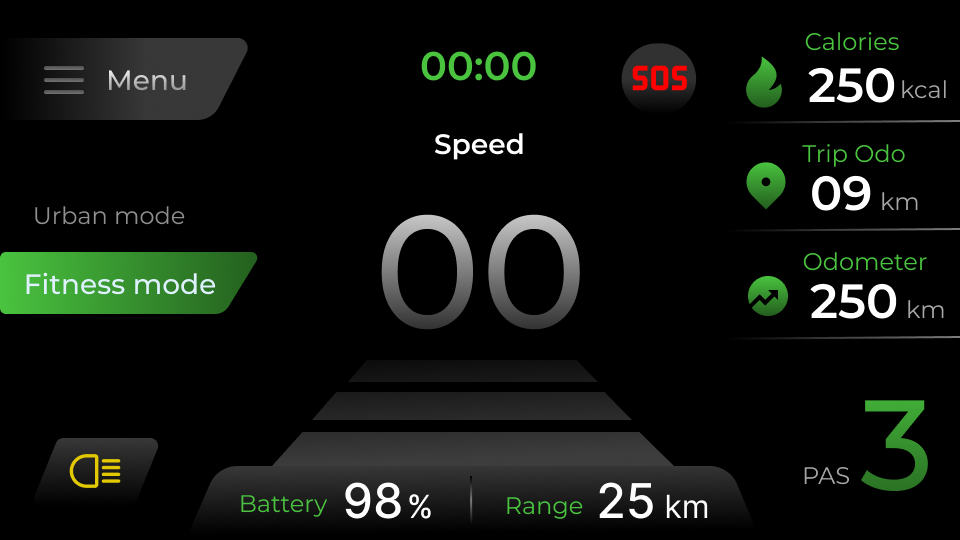 Menu
00:00
SOS
Speed
00
Urban mode
Fitness mode
Calories
250 kcal
Trip Odo
09 km
Odometer
250 km
PAS 3
Battery 98 %
Range 25 km